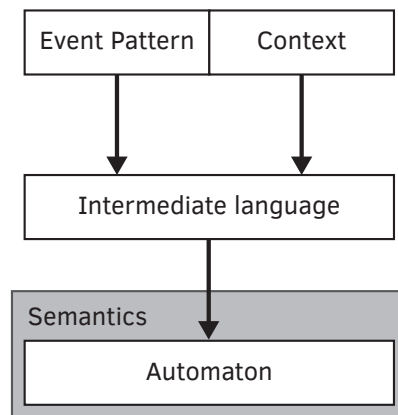 Event Pattern Context
Intermediate language
Semantics
Automaton